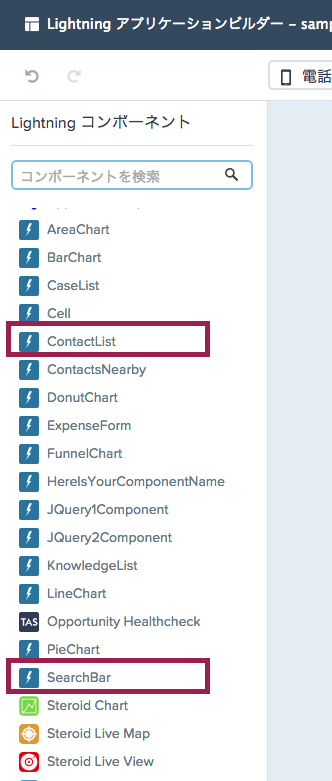 Lightning アプリケーションビルダー – sam
電話
Lightning コンポーネント
コンポーネントを検索
AreaChart
BarChart
CaseList
Cell
ContactList
ContactsNearby
DonutChart
ExpenseForm
FunnelChart
HereIsYourComponentName
JQuery1Component
JQuery2Component
KnowledgeList
LineChart
TAS Opportunity Healthcheck
PieChart
SearchBar
Steroid Chart
Steroid Live Map
Steroid Live View